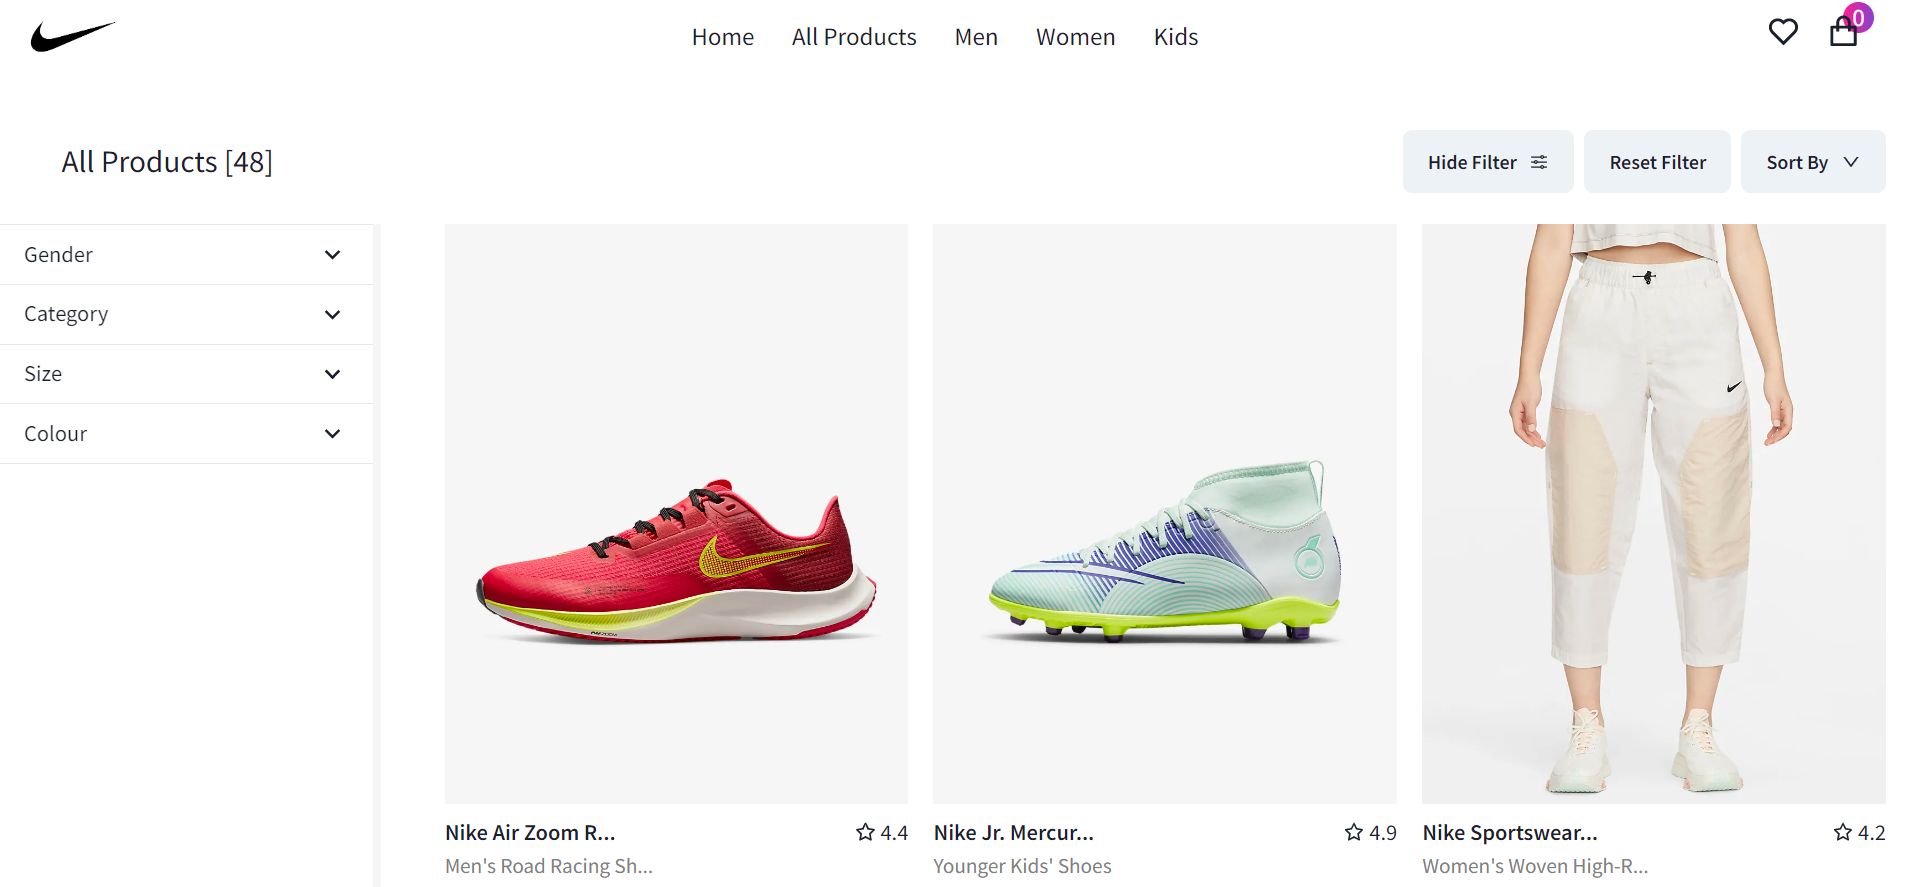 Home All Products Men Women Kids
0
All Products [48]
Hide Filter Reset Filter Sort By
Gender
Category
Size
Colour
Nike Air Zoom R... 4.4
Men's Road Racing Sh...
Nike Jr. Mercur... 4.9
Younger Kids' Shoes
Nike Sportswear... 4.2
Women's Woven High-R...